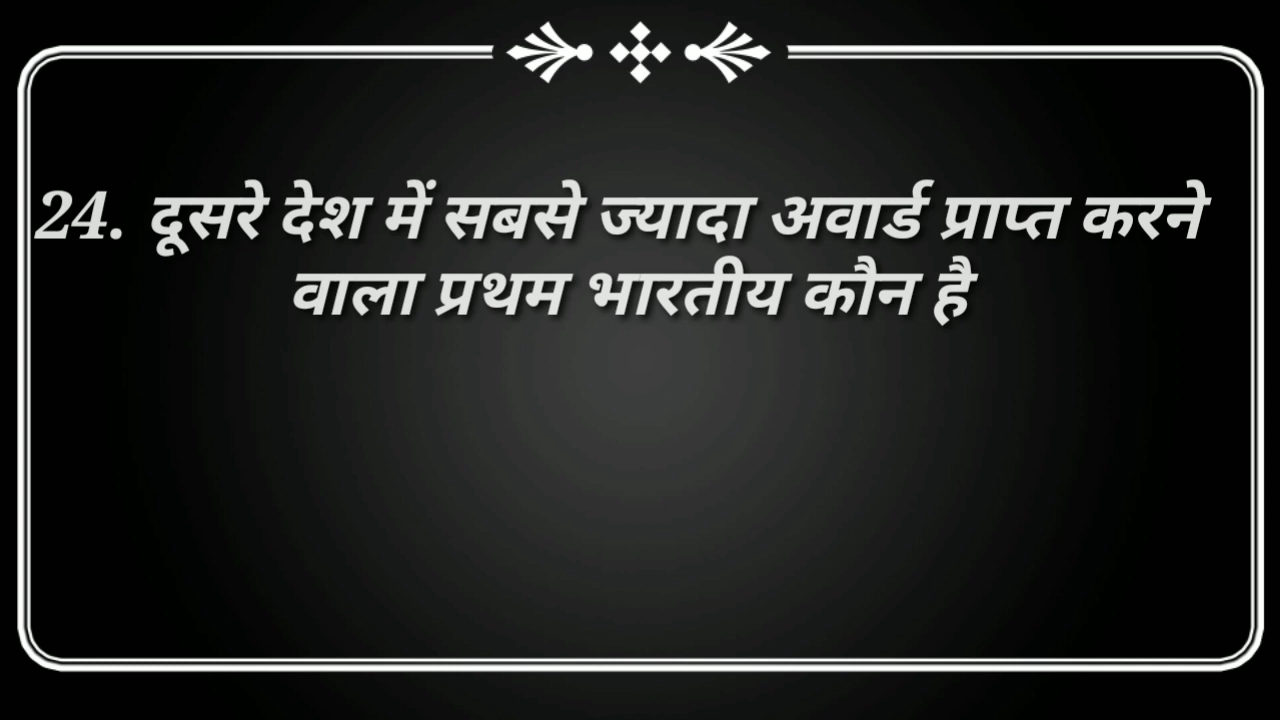 24. दूसरे देश में सबसे ज्यादा अवार्ड प्राप्त करने
वाला प्रथम भारतीय कौन है